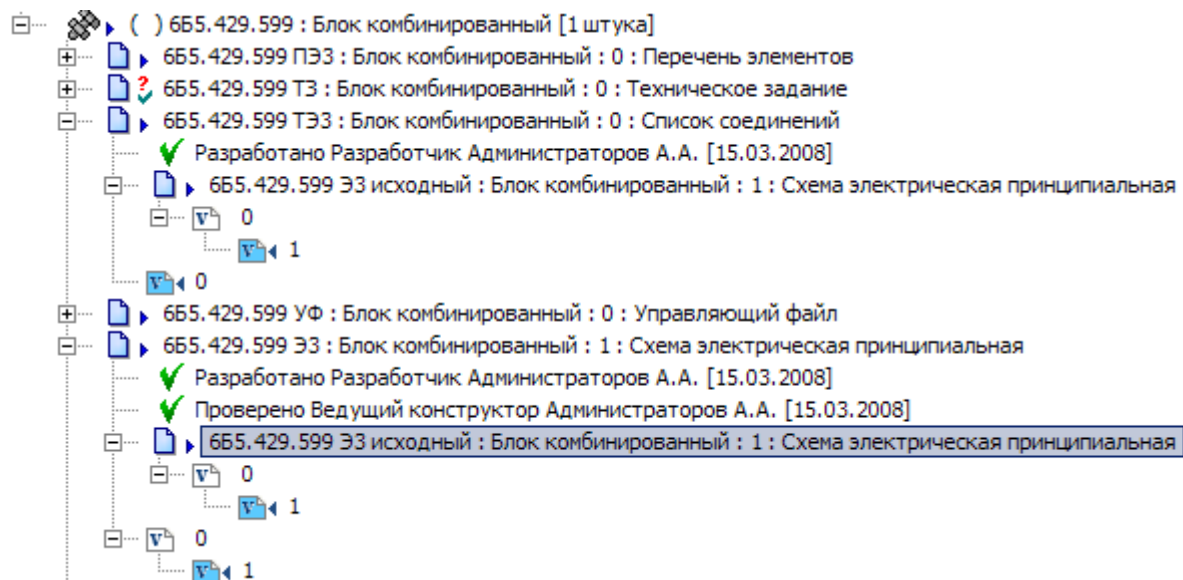 ( ) 6Б5.429.599 : Блок комбинированный [1 штука]
6Б5.429.599 ПЭ3 : Блок комбинированный : 0 : Перечень элементов
6Б5.429.599 ТЗ : Блок комбинированный : 0 : Техническое задание
6Б5.429.599 ТЭ3 : Блок комбинированный : 0 : Список соединений
Разработано Разработчик Администраторов А.А. [15.03.2008]
6Б5.429.599 Э3 исходный : Блок комбинированный : 1 : Схема электрическая принципиальная
v 0
v 1
v 0
6Б5.429.599 УФ : Блок комбинированный : 0 : Управляющий файл
6Б5.429.599 Э3 : Блок комбинированный : 1 : Схема электрическая принципиальная
Разработано Разработчик Администраторов А.А. [15.03.2008]
Проверено Ведущий конструктор Администраторов А.А. [15.03.2008]
6Б5.429.599 Э3 исходный : Блок комбинированный : 1 : Схема электрическая принципиальная
v 0
v 1
v 0
v 1